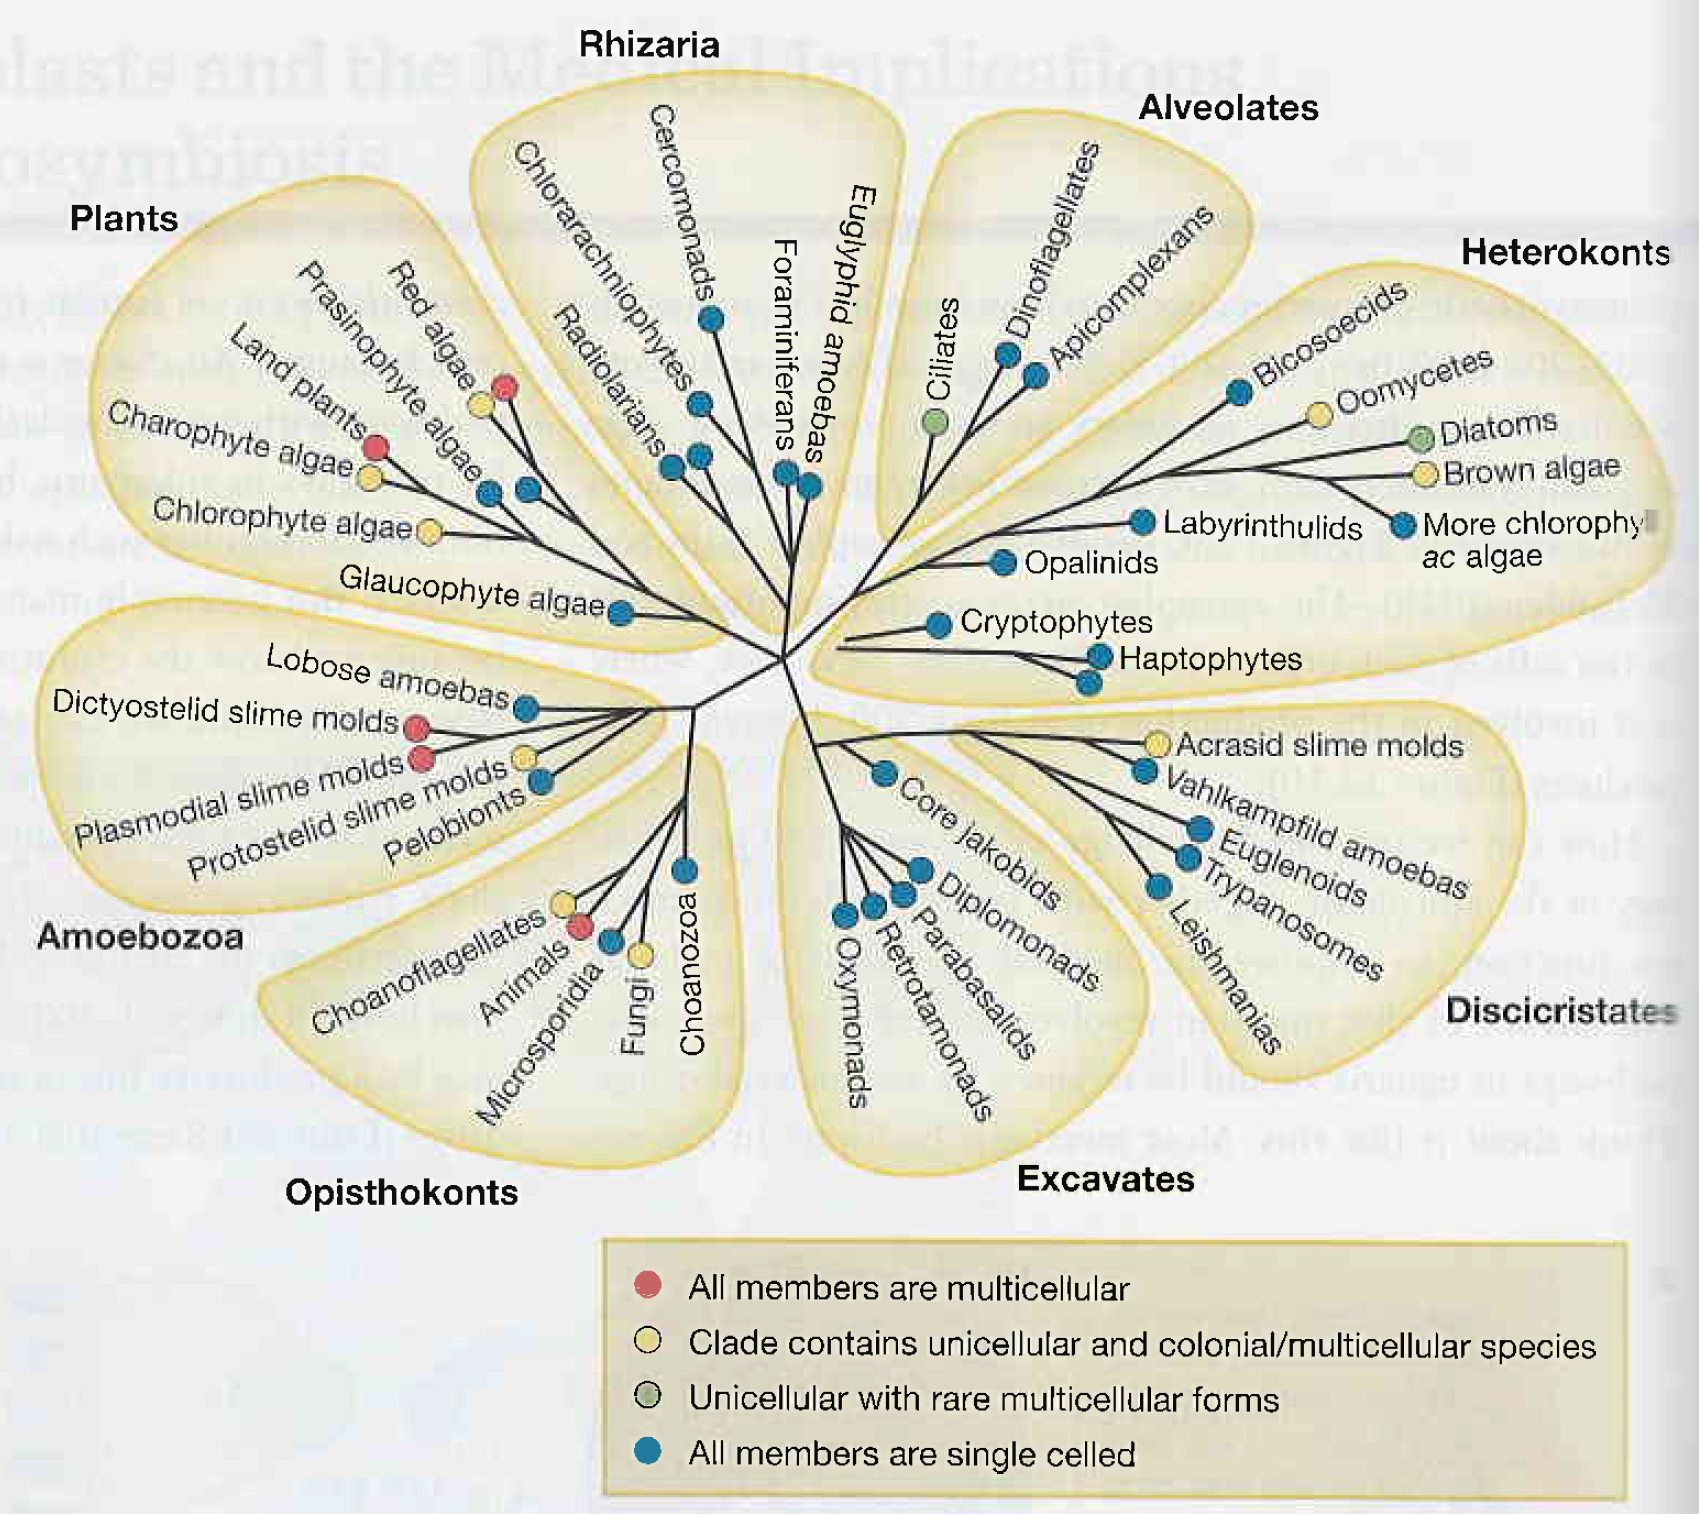 Rhizaria
Alveolates
Plants
Heterokonts
Cercomonads
Chlorarachniophytes
Radiolarians
Foraminiferans
Euglyphid amoebas
Ciliates
Dinoflagellates
Apicomplexans
Red algae
Prasinophyte algae
Land plants
Charophyte algae
Chlorophyte algae
Glaucophyte algae
Bicosoecids
Oomycetes
Diatoms
Brown algae
More chlorophy
ac algae
Labyrinthulids
Opalinids
Cryptophytes
Haptophytes
Lobose amoebas
Dictyostelid slime molds
Plasmodial slime molds
Protostelid slime molds
Pelobionts
Amoebozoa
Acrasid slime molds
Vahlkampfild amoebas
Euglenoids
Trypanosomes
Leishmanias
Discicristates
Choanoflagellates
Animals
Microsporidia
Fungi
Choanozoa
Opisthokonts
Core jakobids
Diplomonads
Parabasalids
Retrotamonads
Oxymonads
Excavates
All members are multicellular
Clade contains unicellular and colonial/multicellular species
Unicellular with rare multicellular forms
All members are single celled